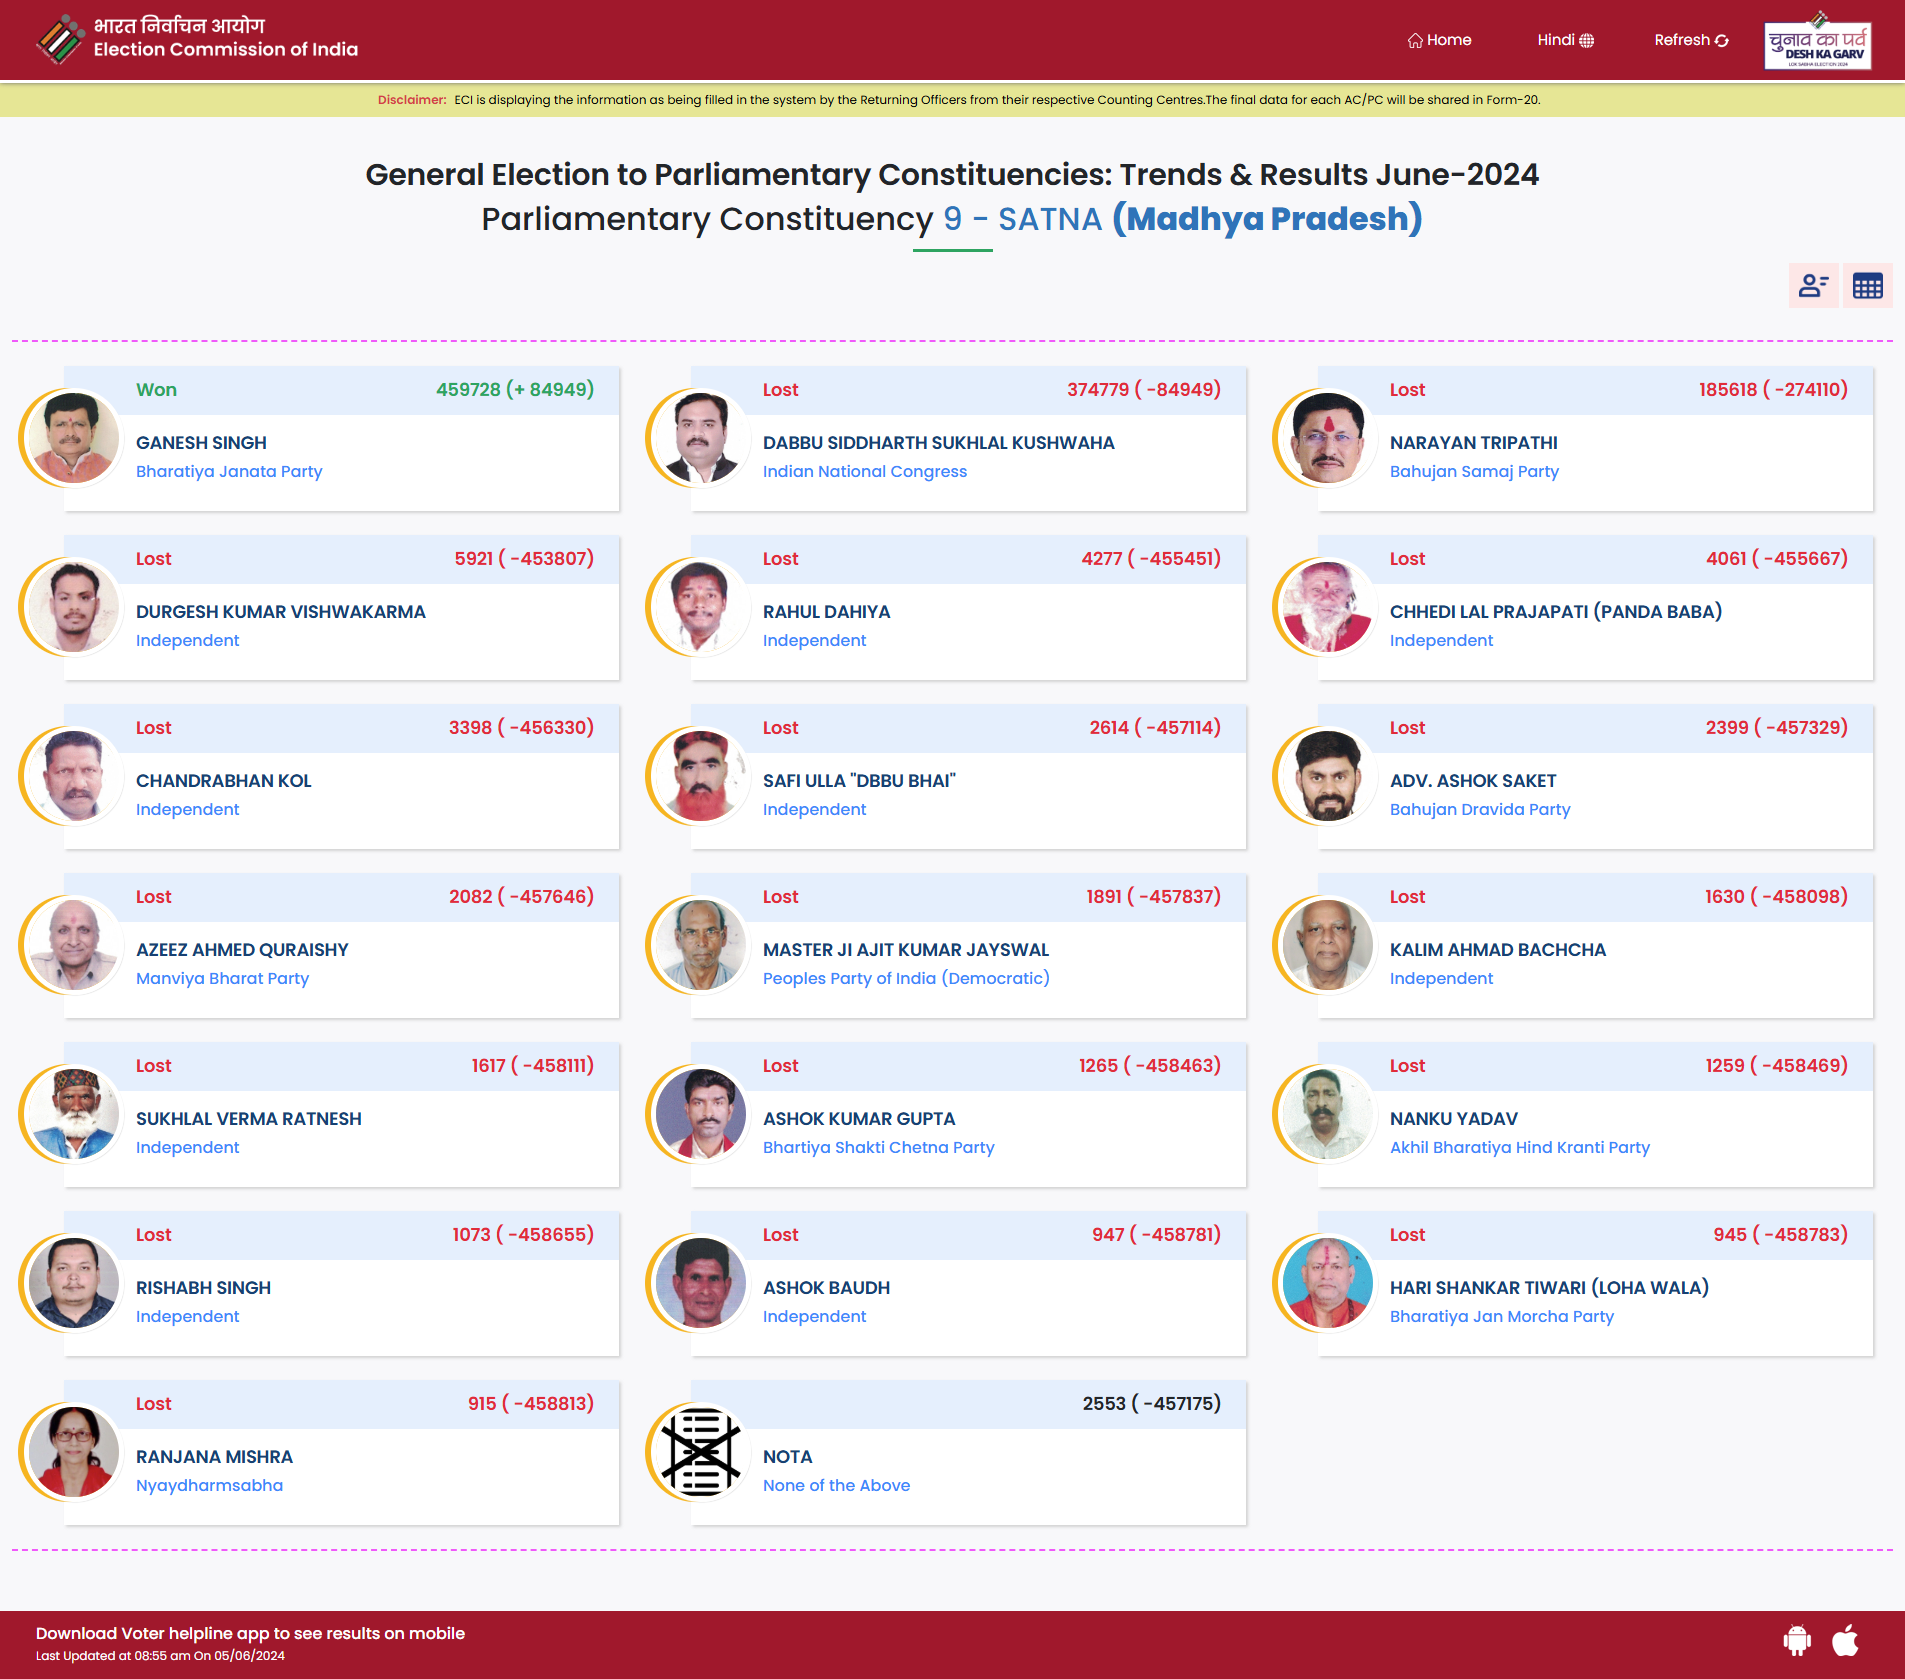 भारत निर्वाचन आयोग
Election Commission of India
Home
Hindi
Refresh
चुनाव का पर्व
DESH KA GARV
LOK SABHA ELECTION 2024
Disclaimer: ECI is displaying the information as being filled in the system by the Returning Officers from their respective Counting Centres.The final data for each AC/PC will be shared in Form-20.
General Election to Parliamentary Constituencies: Trends & Results June-2024
Parliamentary Constituency 9 - SATNA (Madhya Pradesh)
Won 459728 (+ 84949)
GANESH SINGH
Bharatiya Janata Party
Lost 374779 ( -84949)
DABBU SIDDHARTH SUKHLAL KUSHWAHA
Indian National Congress
Lost 185618 ( -274110)
NARAYAN TRIPATHI
Bahujan Samaj Party
Lost 5921 ( -453807)
DURGESH KUMAR VISHWAKARMA
Independent
Lost 4277 ( -455451)
RAHUL DAHIYA
Independent
Lost 4061 ( -455667)
CHHEDI LAL PRAJAPATI (PANDA BABA)
Independent
Lost 3398 ( -456330)
CHANDRABHAN KOL
Independent
Lost 2614 ( -457114)
SAFI ULLA "DBBU BHAI"
Independent
Lost 2399 ( -457329)
ADV. ASHOK SAKET
Bahujan Dravida Party
Lost 2082 ( -457646)
AZEEZ AHMED QURAISHY
Manviya Bharat Party
Lost 1891 ( -457837)
MASTER JI AJIT KUMAR JAYSWAL
Peoples Party of India (Democratic)
Lost 1630 ( -458098)
KALIM AHMAD BACHCHA
Independent
Lost 1617 ( -458111)
SUKHLAL VERMA RATNESH
Independent
Lost 1265 ( -458463)
ASHOK KUMAR GUPTA
Bhartiya Shakti Chetna Party
Lost 1259 ( -458469)
NANKU YADAV
Akhil Bharatiya Hind Kranti Party
Lost 1073 ( -458655)
RISHABH SINGH
Independent
Lost 947 ( -458781)
ASHOK BAUDH
Independent
Lost 945 ( -458783)
HARI SHANKAR TIWARI (LOHA WALA)
Bharatiya Jan Morcha Party
Lost 915 ( -458813)
RANJANA MISHRA
Nyaydharmsabha
2553 ( -457175)
NOTA
None of the Above
Download Voter helpline app to see results on mobile
Last Updated at 08:55 am On 05/06/2024